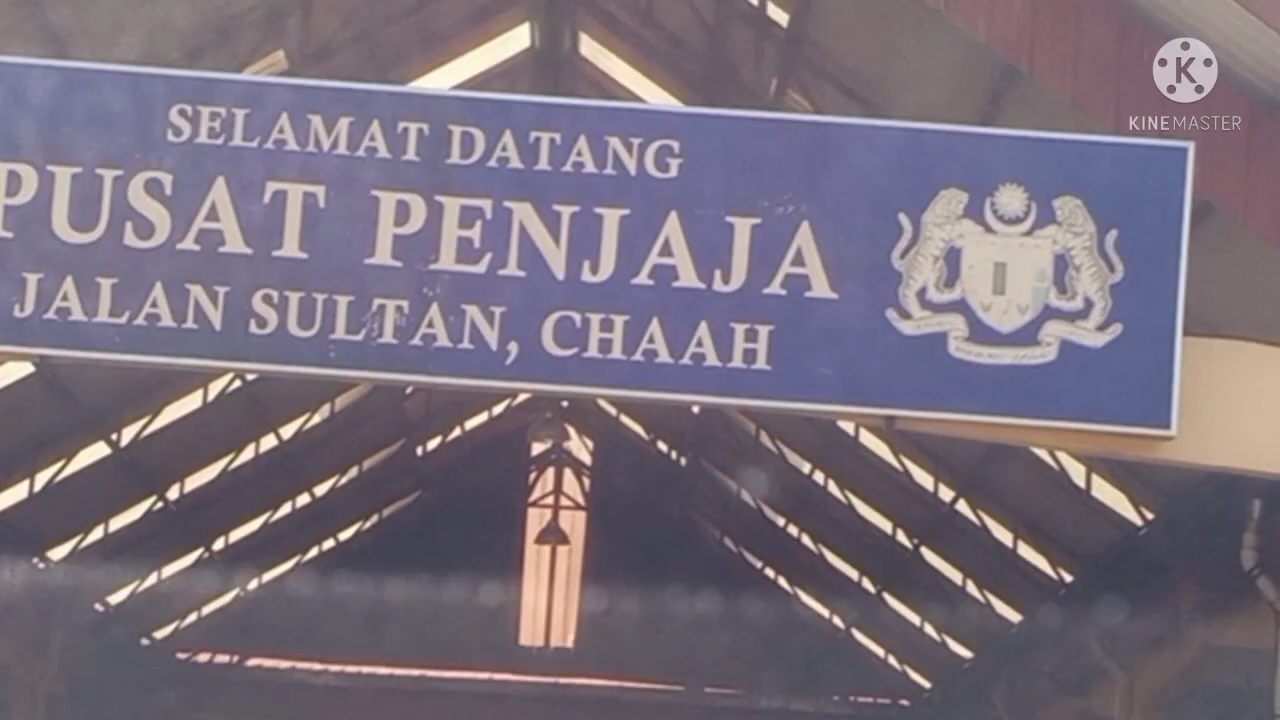 SELAMAT DATANG
PUSAT PENJAJA
JALAN SULTAN, CHAAH
KINEMASTER